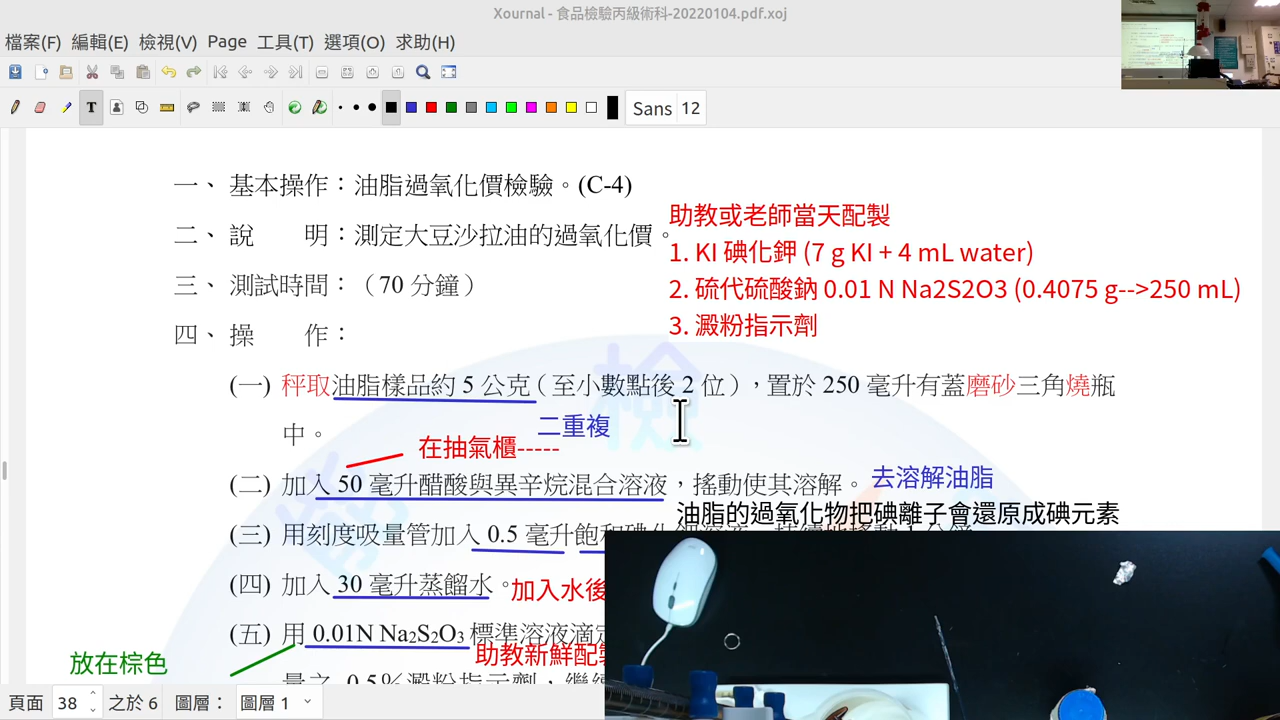 Xournal - 食品檢驗丙級術科-20220104.pdf.xoj
檔案(F) 編輯(E) 檢視(V) Page 工具(T) 選項(O) 求助
Sans 12
一、 基本操作：油脂過氧化價檢驗。(C-4)
助教或老師當天配製
二、 說 明：測定大豆沙拉油的過氧化價。
1. KI 碘化鉀 (7 g KI + 4 mL water)
三、 測試時間：（70 分鐘）
2. 硫代硫酸鈉 0.01 N Na2S2O3 (0.4075 g-->250 mL)
3. 澱粉指示劑
四、 操 作：
(一) 秤取油脂樣品約 5 公克（至小數點後 2 位），置於 250 毫升有蓋磨砂三角燒瓶
二重複
中。
在抽氣櫃-----
(二) 加入 50 毫升醋酸與異辛烷混合溶液，搖動使其溶解。
去溶解油脂
油脂的過氧化物把碘離子會還原成碘元素
(三) 用刻度吸量管加入 0.5 毫升飽和
(四) 加入 30 毫升蒸餾水。
加入水後
(五) 用 0.01N Na2S2O3 標準溶液滴定
助教新鮮配製
放在棕色
0.5%澱粉指示劑，繼續
頁面 38 之於 6 圖層： 圖層 1